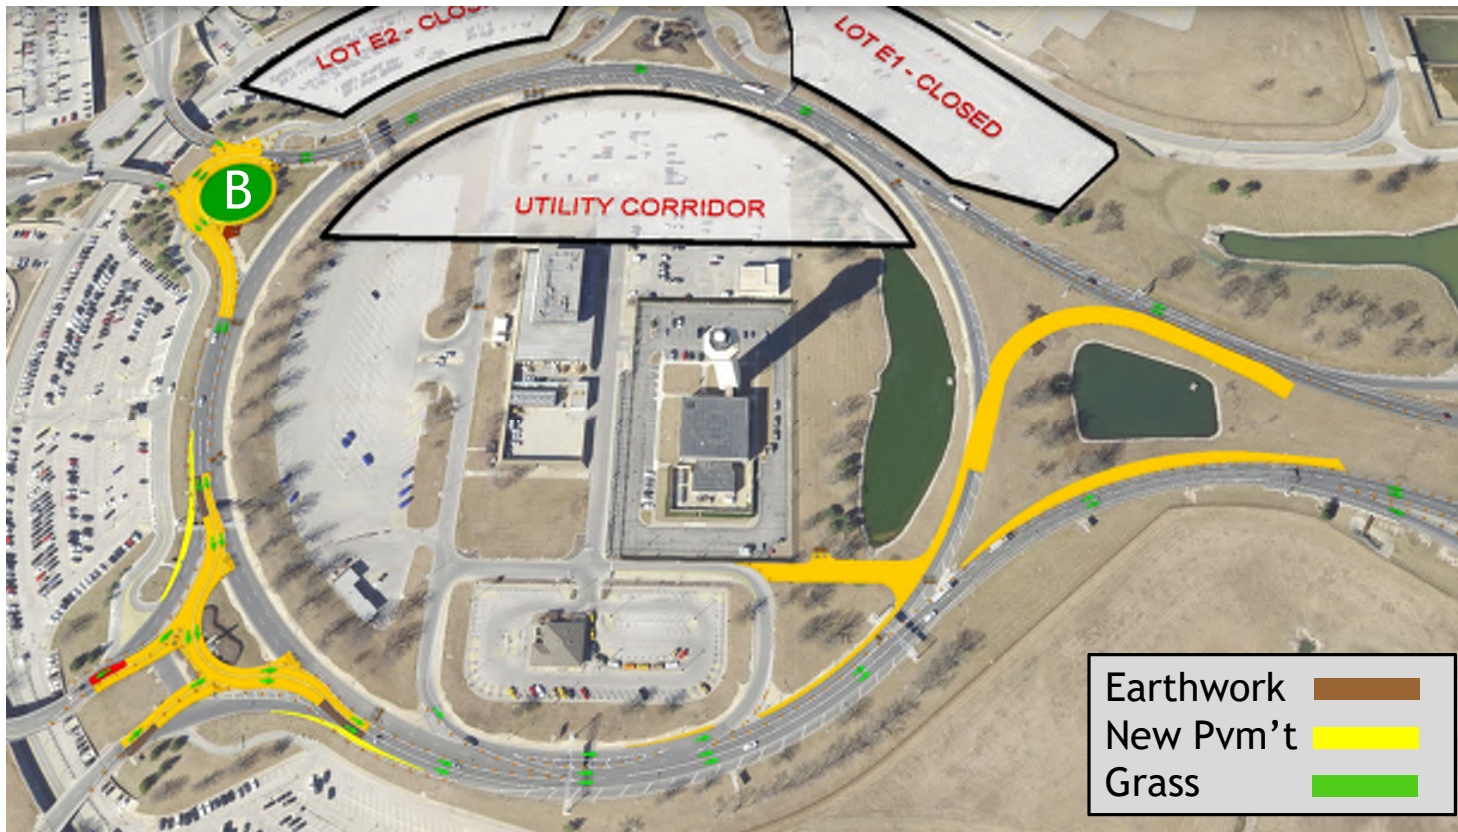 LOT E2 - CLOS
LOT E1 - CLOSED
B
UTILITY CORRIDOR
Earthwork
New Pvm't
Grass